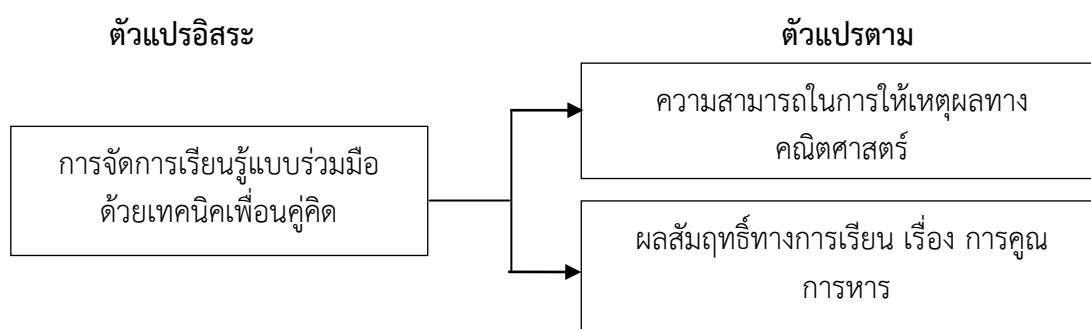 ตัวแปรอิสระ
ตัวแปรตาม
ความสามารถในการให้เหตุผลทาง
คณิตศาสตร์
การจัดการเรียนรู้แบบร่วมมือ
ด้วยเทคนิคเพื่อนคู่คิด
ผลสัมฤทธิ์ทางการเรียน เรื่อง การคูณ
การหาร